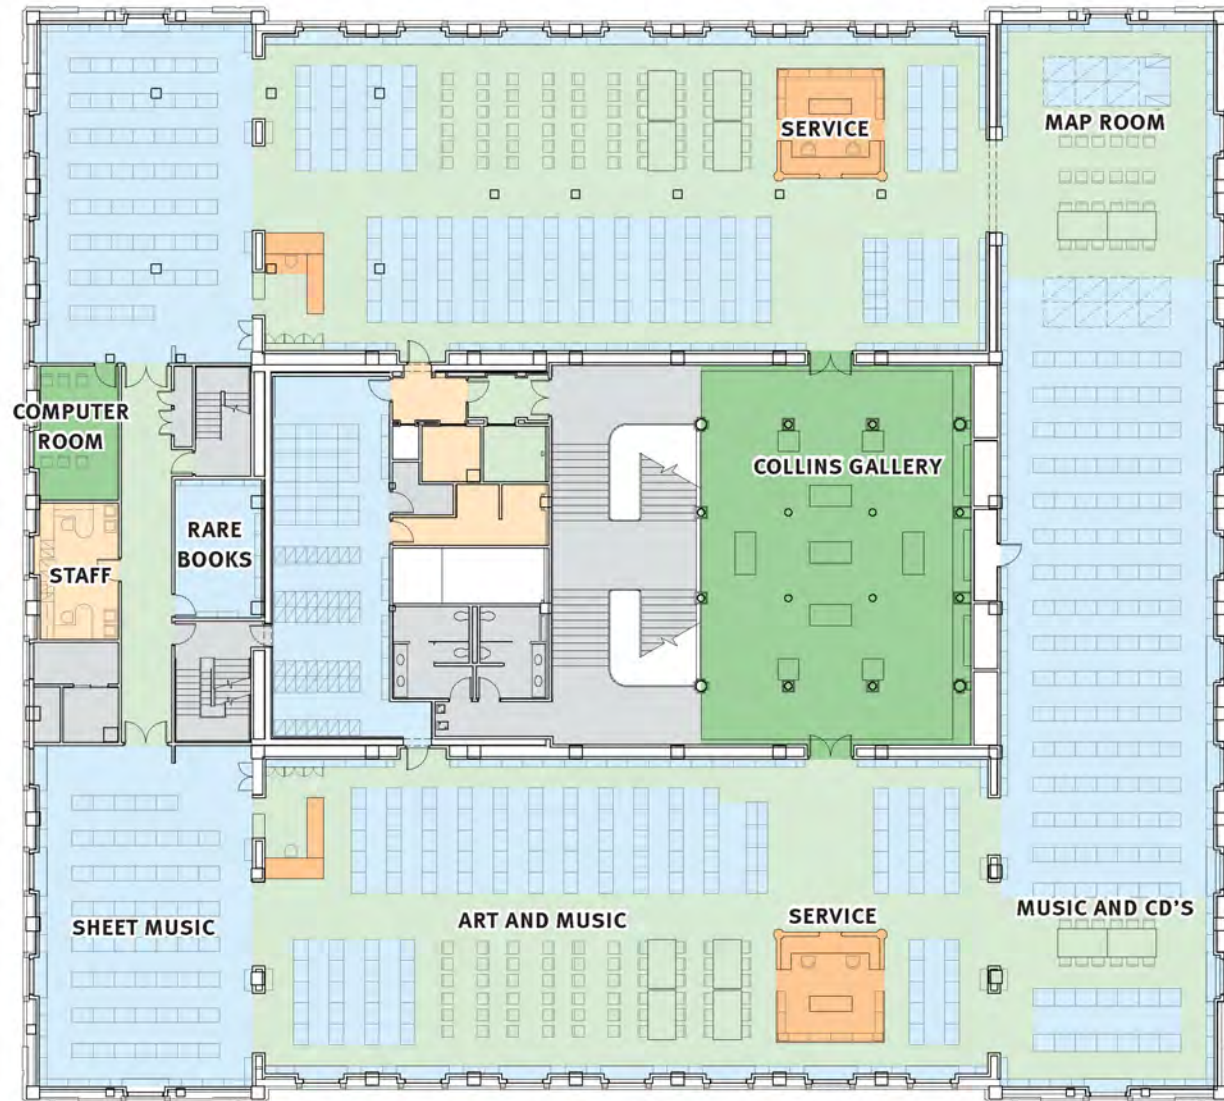 SERVICE
MAP ROOM
COMPUTER
ROOM
COLLINS GALLERY
RARE
BOOKS
STAFF
SHEET MUSIC
ART AND MUSIC
SERVICE
MUSIC AND CD'S